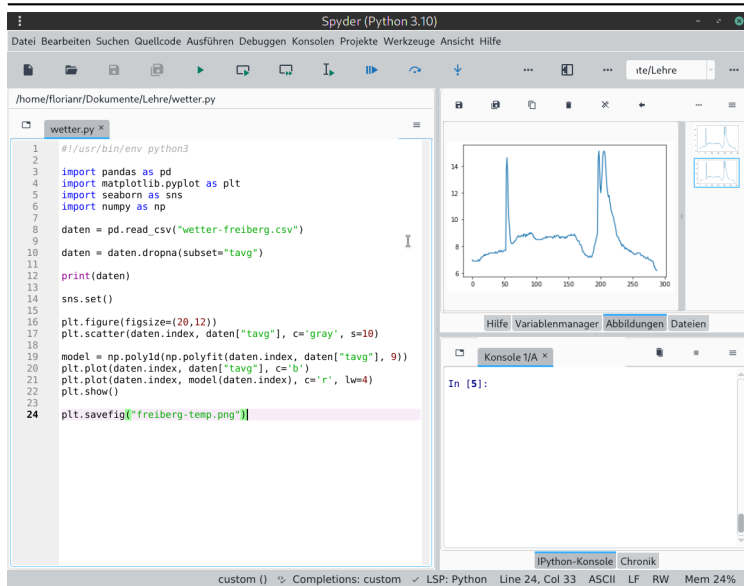 Spyder (Python 3.10)
Datei Bearbeiten Suchen Quellcode Ausführen Debuggen Konsolen Projekte Werkzeuge Ansicht Hilfe
ıte/Lehre
/home/florianr/Dokumente/Lehre/wetter.py
wetter.py
1 #!/usr/bin/env python3
2
3 import pandas as pd
4 import matplotlib.pyplot as plt
5 import seaborn as sns
6 import numpy as np
7
8 daten = pd.read_csv("wetter-freiberg.csv")
9
10 daten = daten.dropna(subset="tavg")
11
12 print(daten)
13
14 sns.set()
15
16 plt.figure(figsize=(20,12))
17 plt.scatter(daten.index, daten["tavg"], c='gray', s=10)
18
19 model = np.poly1d(np.polyfit(daten.index, daten["tavg"], 9))
20 plt.plot(daten.index, daten["tavg"], c='b')
21 plt.plot(daten.index, model(daten.index), c='r', lw=4)
22 plt.show()
23
24 plt.savefig("freiberg-temp.png")
14
12
10
8
6
0 50 100 150 200 250 300
Hilfe Variablenmanager Abbildungen Dateien
Konsole 1/A
In [5]:
IPython-Konsole Chronik
custom () Completions: custom LSP: Python Line 24, Col 33 ASCII LF RW Mem 24%